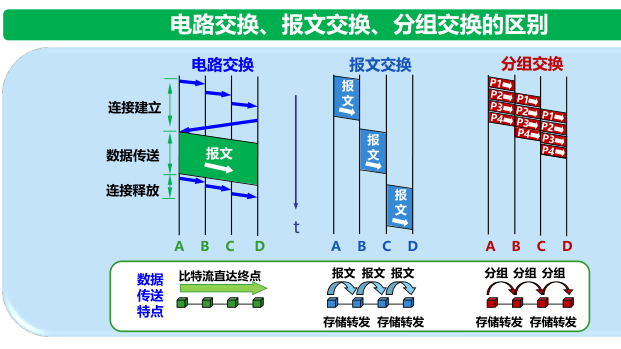 电路交换、报文交换、分组交换的区别
电路交换
报文交换
分组交换
连接建立
数据传送
连接释放
报文
t
报
文
报
文
报
文
P1
P2
P3
P4
P1
P2
P3
P4
P1
P2
P3
P4
A B C D
A B C D
A B C D
数据
传送
特点
比特流直达终点
报文 报文 报文
存储转发 存储转发
分组 分组 分组
存储转发 存储转发